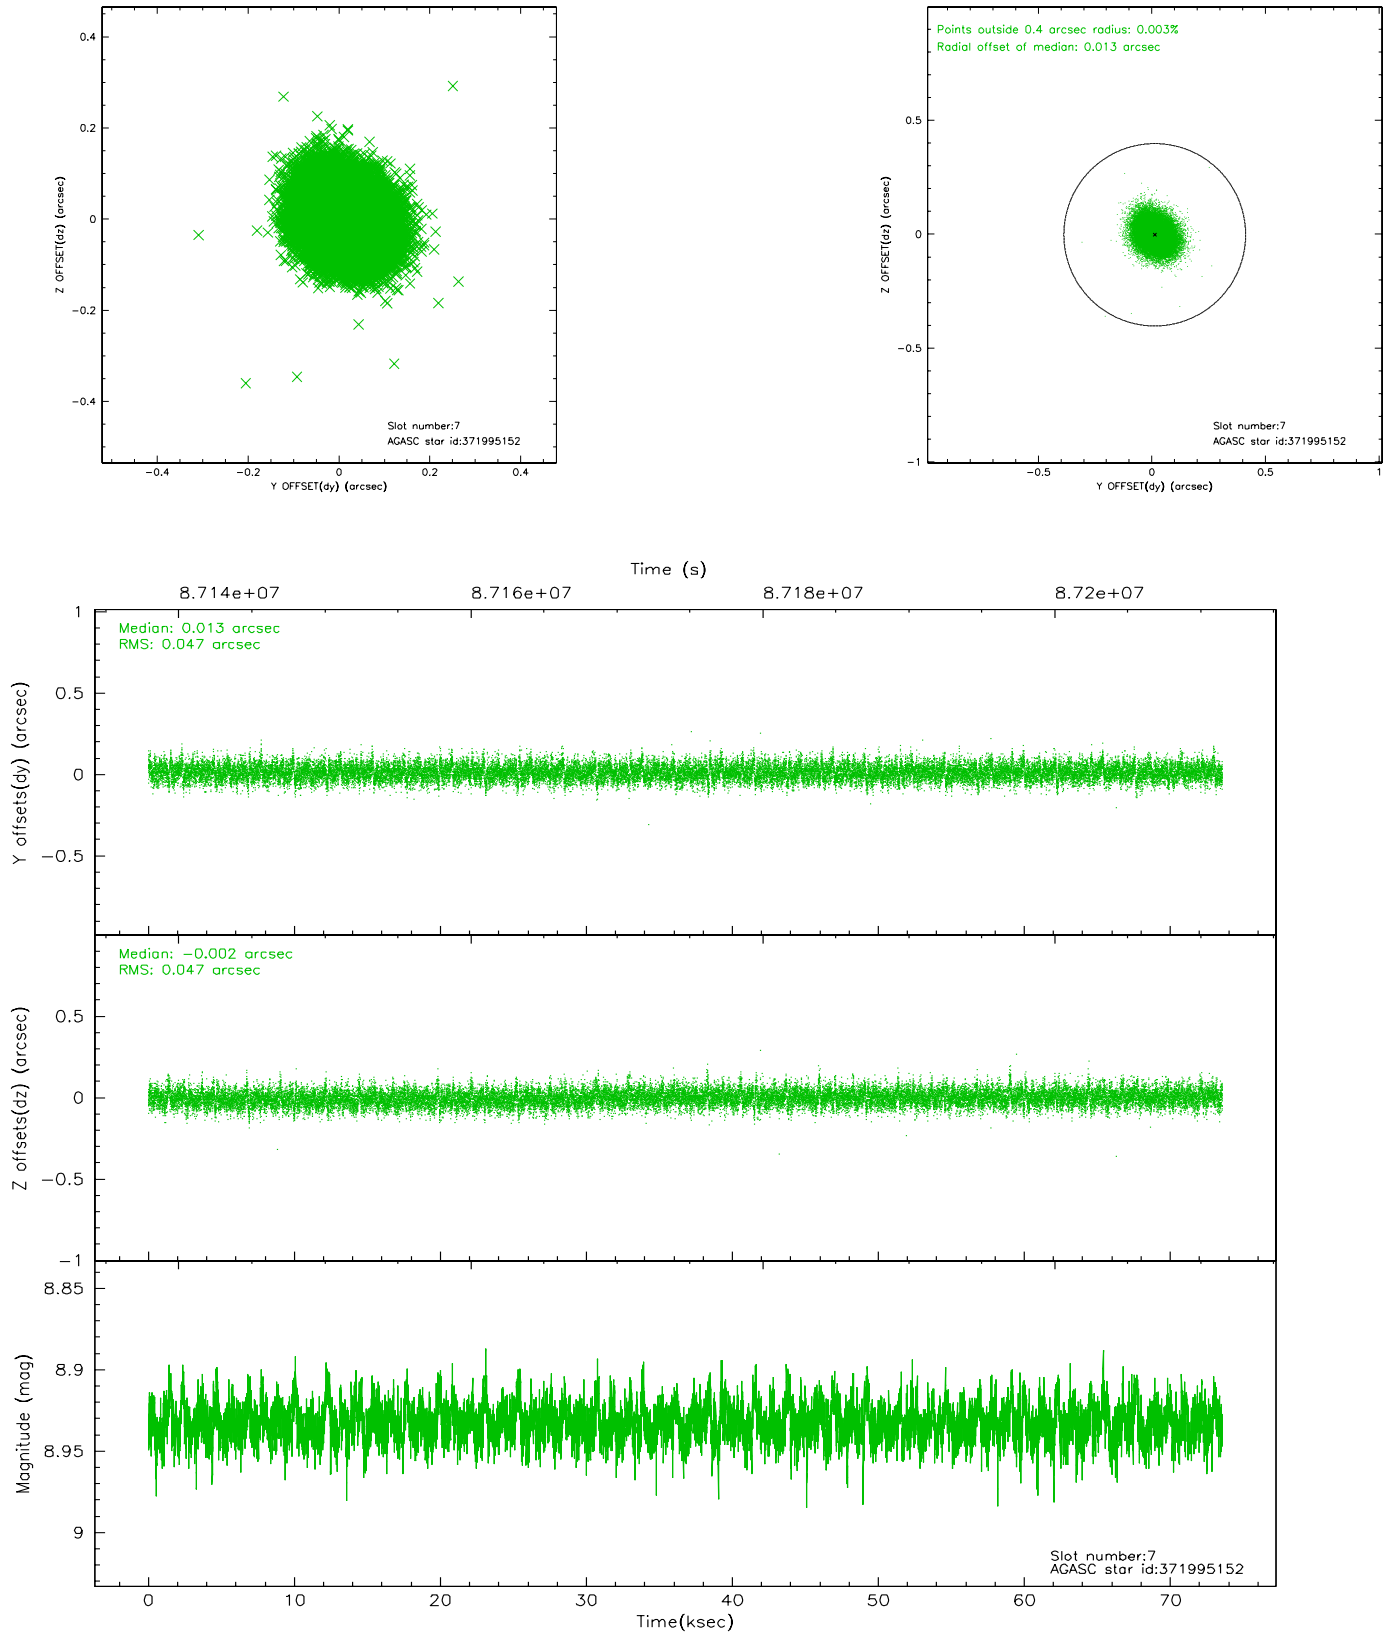 0.4
0.2
0
-0.2
-0.4
Z OFFSET(dz) (arcsec)
Slot number:7
AGASC star id:371995152
-0.4 -0.2 0 0.2 0.4
Y OFFSET(dy) (arcsec)
Points outside 0.4 arcsec radius: 0.003%
Radial offset of median: 0.013 arcsec
0.5
0
-0.5
-1
Z OFFSET(dz) (arcsec)
Slot number:7
AGASC star id:371995152
-0.5 0 0.5 1
Y OFFSET(dy) (arcsec)
Time (s)
8.714e+07 8.716e+07 8.718e+07 8.72e+07
1
0.5
0
-0.5
Y offsets(dy) (arcsec)
Median: 0.013 arcsec
RMS: 0.047 arcsec
0.5
0
-0.5
-1
Z offsets(dz) (arcsec)
Median: -0.002 arcsec
RMS: 0.047 arcsec
8.85
8.9
8.95
9
Magnitude (mag)
Slot number:7
AGASC star id:371995152
0 10 20 30 40 50 60 70
Time(ksec)